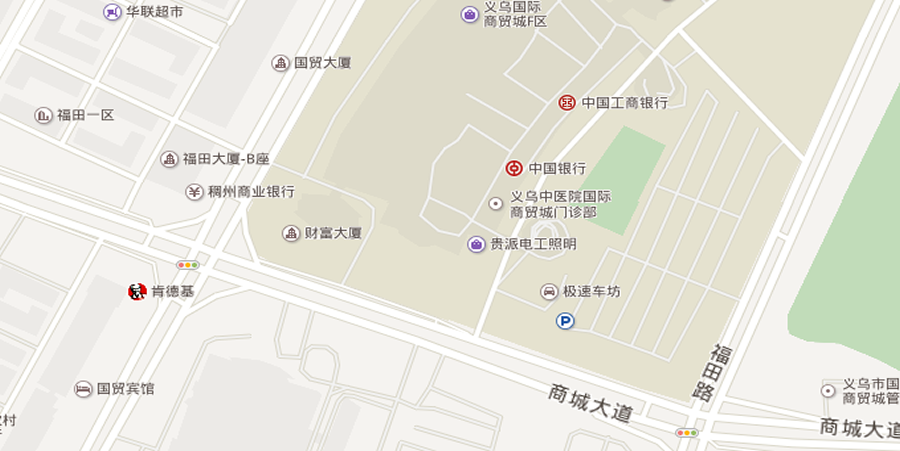 华联超市
义乌国际
商贸城F区
国贸大厦
中国工商银行
福田一区
福田大厦-B座
中国银行
稠州商业银行
义乌中医院国际
商贸城门诊部
财富大厦
贵派电工照明
肯德基
极速车坊
P
福田路
国贸宾馆
商城大道
义乌市国
商贸城管
商城大道
村